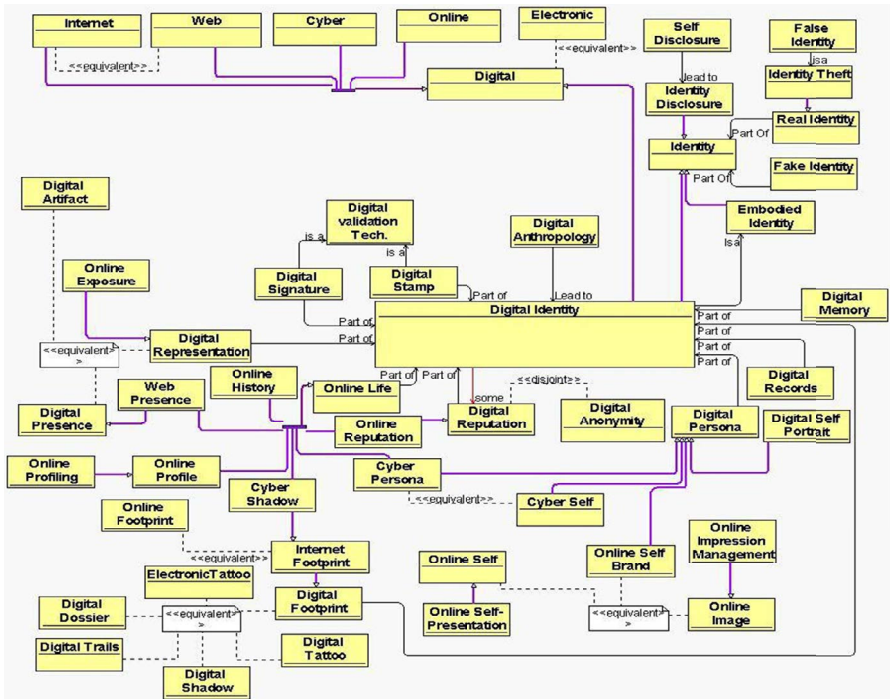 Internet
Web
Cyber
Online
Electronic
<<equivalent>>
<<equivalent>>
Digital
Self
Disclosure
lead to
Identity
Disclosure
False
Identity
isa
Identity Theft
Real Identity
Part Of
Identity
Part Of
Fake Identity
Embodied
Identity
Isa
Digital
Artifact
Digital
validation
Tech.
is a
is a
Digital
Anthropology
Lead to
Online
Exposure
Digital
Signature
Digital
Stamp
Part of
Digital Identity
Digital
Memory
Part of
Part of
Part of
Part of
Part of
Digital
Representation
Part of
<<equivalent>
>
Online
History
Online Life
Part of
Part of
some
<<disjoint>>
Digital
Records
Web
Presence
Digital
Presence
Online
Reputation
Digital
Reputation
Digital
Anonymity
Digital
Persona
Digital Self
Portrait
Online
Profiling
Online
Profile
Cyber
Shadow
Cyber
Persona
<<equivalent>>
Cyber Self
Online
Footprint
<<equivalent>>
Internet
Footprint
Online Self
Online Self
Brand
Online
Impression
Management
ElectronicTattoo
Digital
Dossier
<<equivalent>
>
Digital
Footprint
Online Self-
Presentation
<<equivalent>
>
Online
Image
Digital Trails
Digital
Shadow
Digital
Tattoo